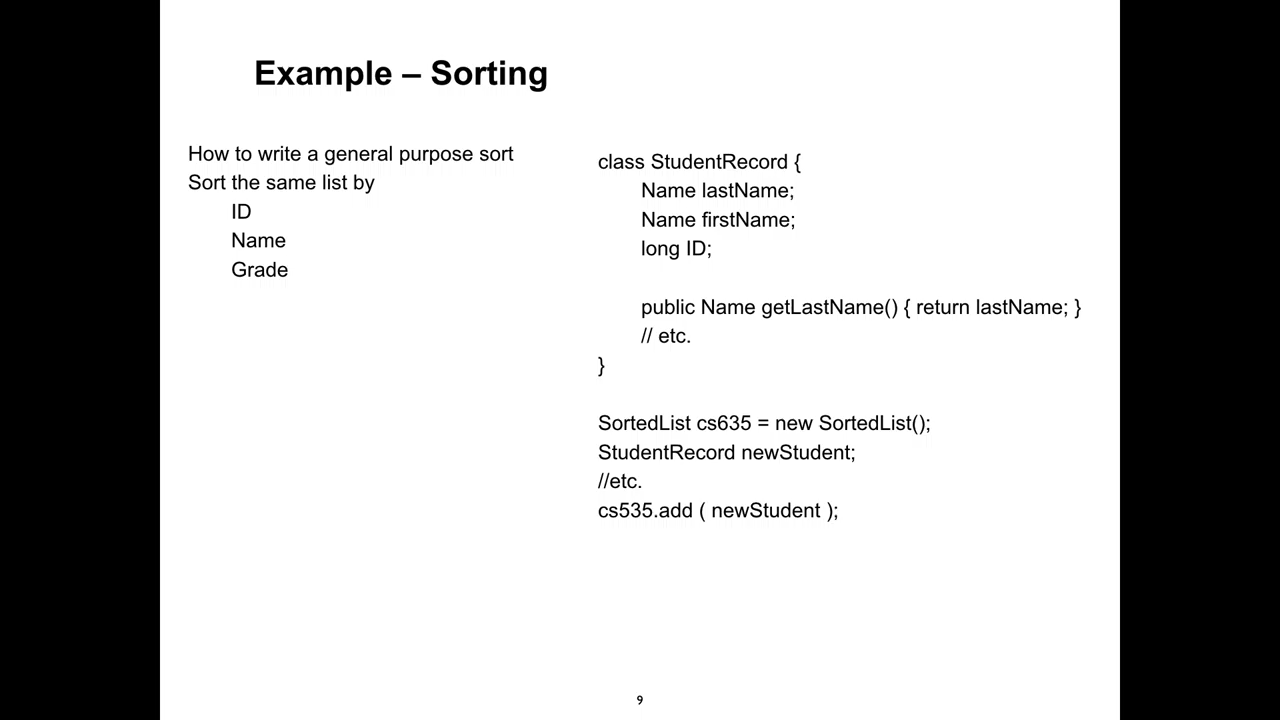 Example – Sorting
How to write a general purpose sort
Sort the same list by
ID
Name
Grade
class StudentRecord {
Name lastName;
Name firstName;
long ID;
public Name getLastName() { return lastName; }
// etc.
}
SortedList cs635 = new SortedList();
StudentRecord newStudent;
//etc.
cs535.add ( newStudent );
9